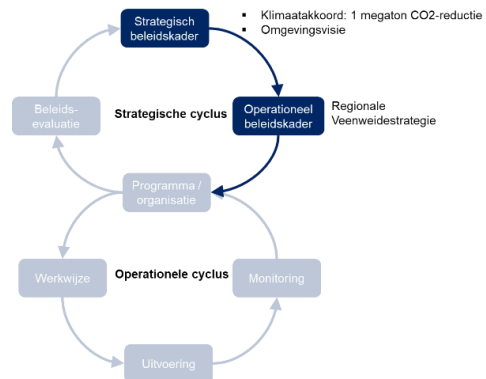 Strategisch
beleidskader
▪ Klimaatakkoord: 1 megaton CO2-reductie
▪ Omgevingsvisie
Beleids-
evaluatie
Strategische cyclus
Operationeel
beleidskader
Regionale
Veenweidestrategie
Programma /
organisatie
Werkwijze
Operationele cyclus
Monitoring
Uitvoering